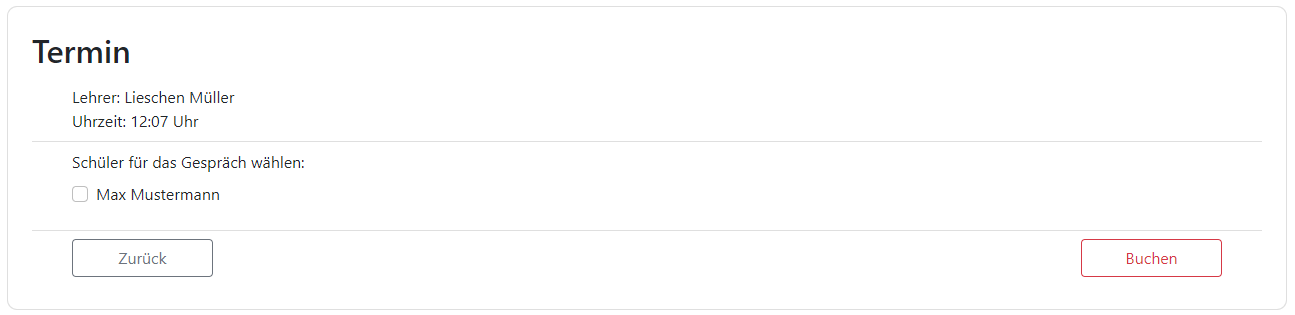 Termin
Lehrer: Lieschen Müller
Uhrzeit: 12:07 Uhr
Schüler für das Gespräch wählen:
Max Mustermann
Zurück
Buchen